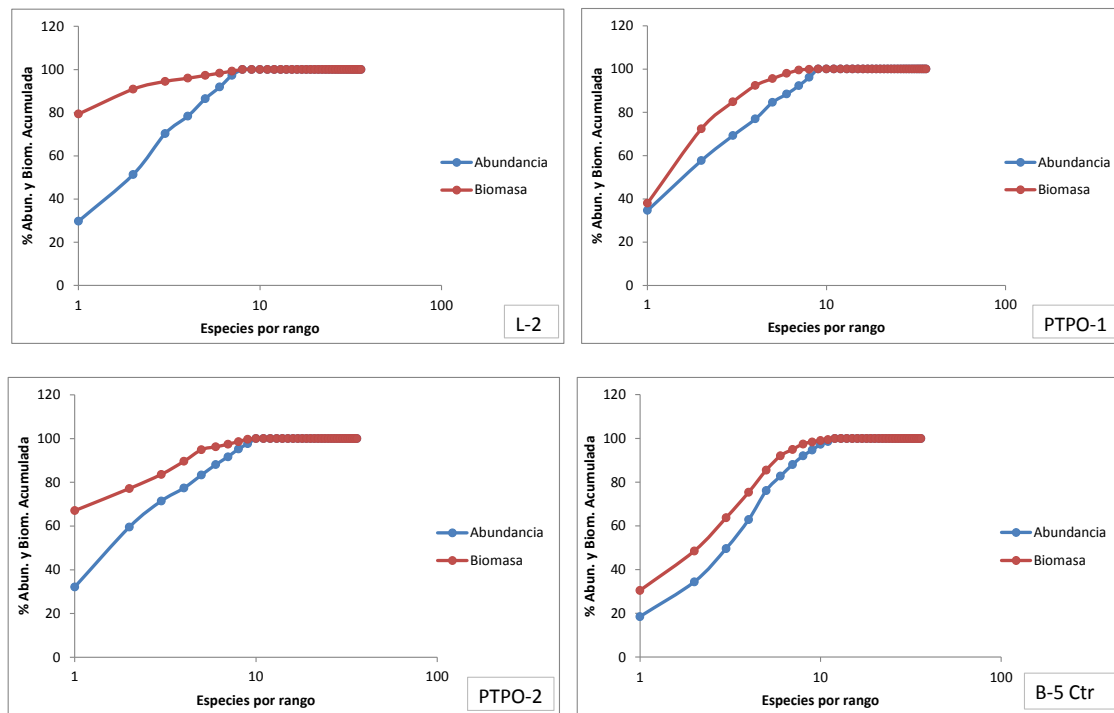 120
100
80
60
40
20
0
% Abun. y Biom. Acumulada
1
10
100
Especies por rango
Abundancia
Biomasa
L-2
120
100
80
60
40
20
0
% Abun. y Biom. Acumulada
1
10
100
Especies por rango
Abundancia
Biomasa
PTPO-1
120
100
80
60
40
20
0
% Abun. y Biom. Acumulada
1
10
100
Especies por rango
Abundancia
Biomasa
PTPO-2
120
100
80
60
40
20
0
% Abun. y Biom. Acumulada
1
10
100
Especies por rango
Abundancia
Biomasa
B-5 Ctr